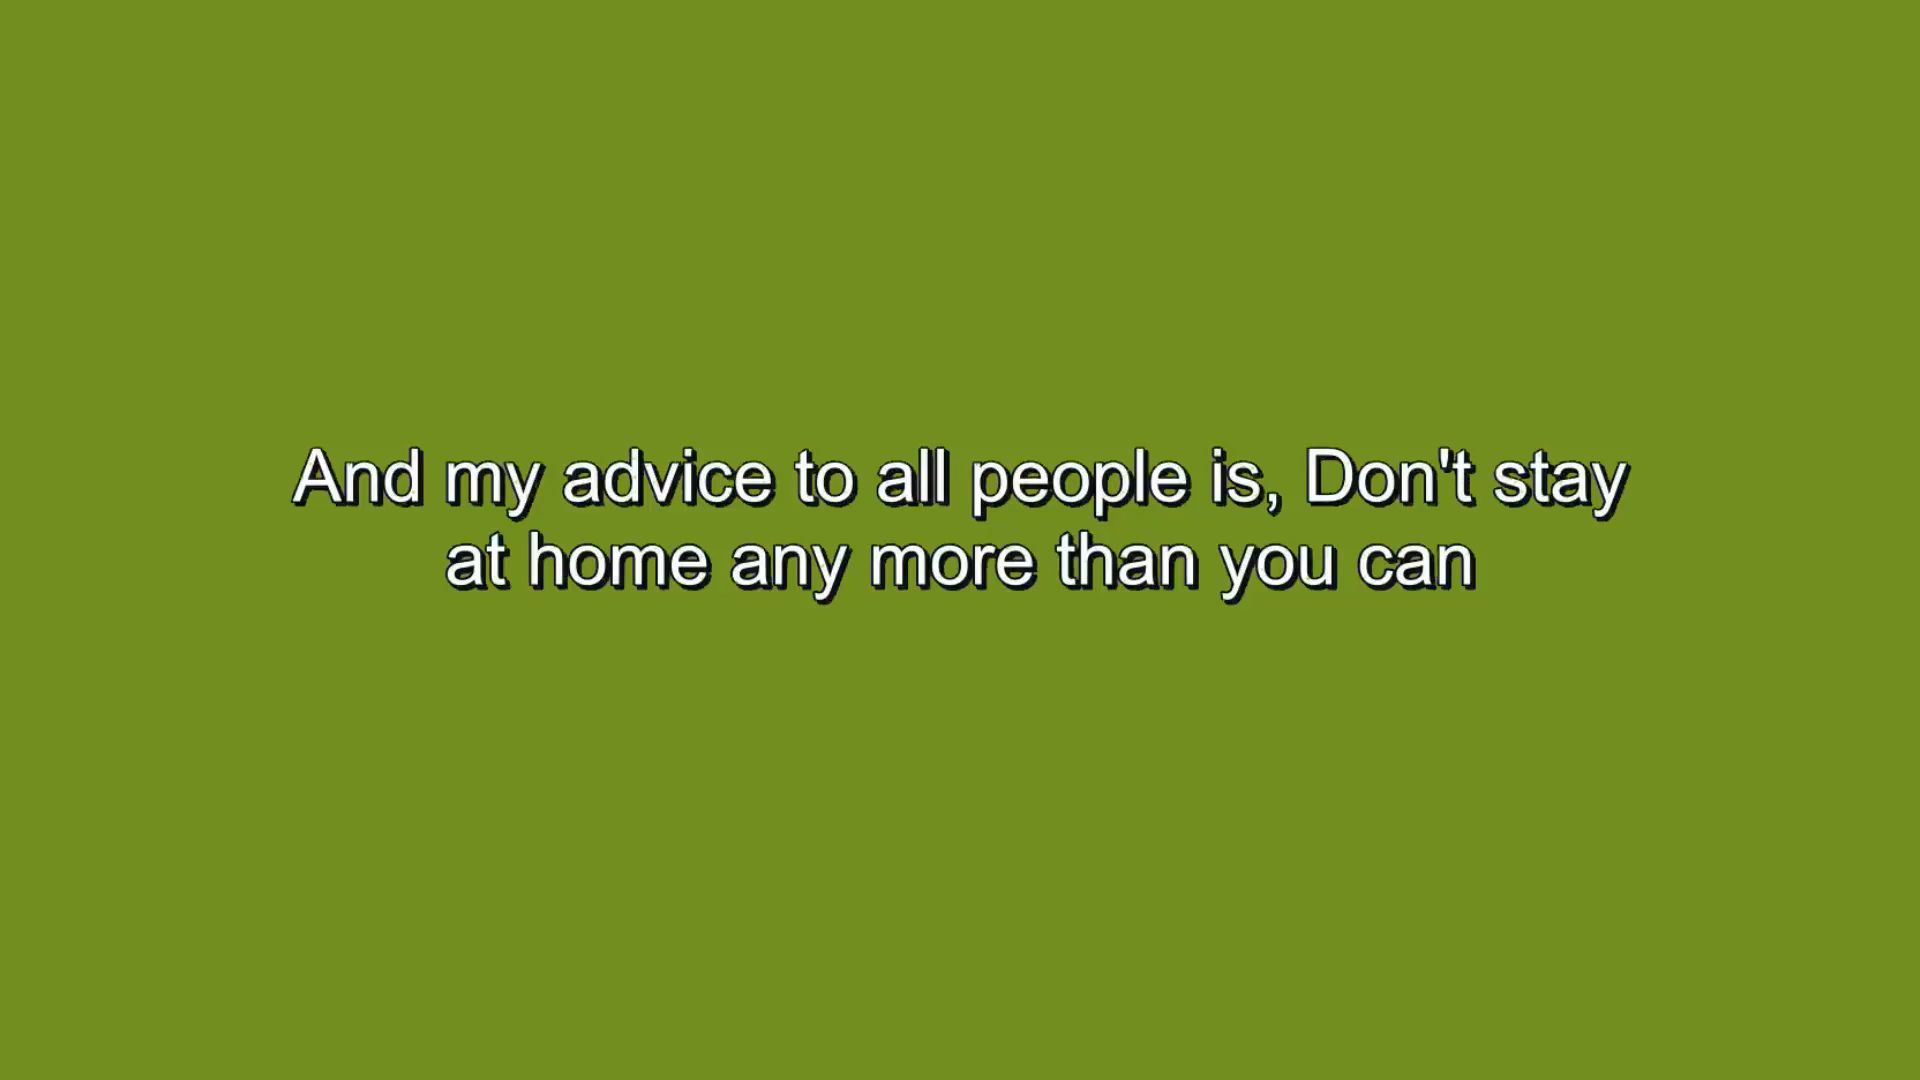 And my advice to all people is, Don't stay
at home any more than you can